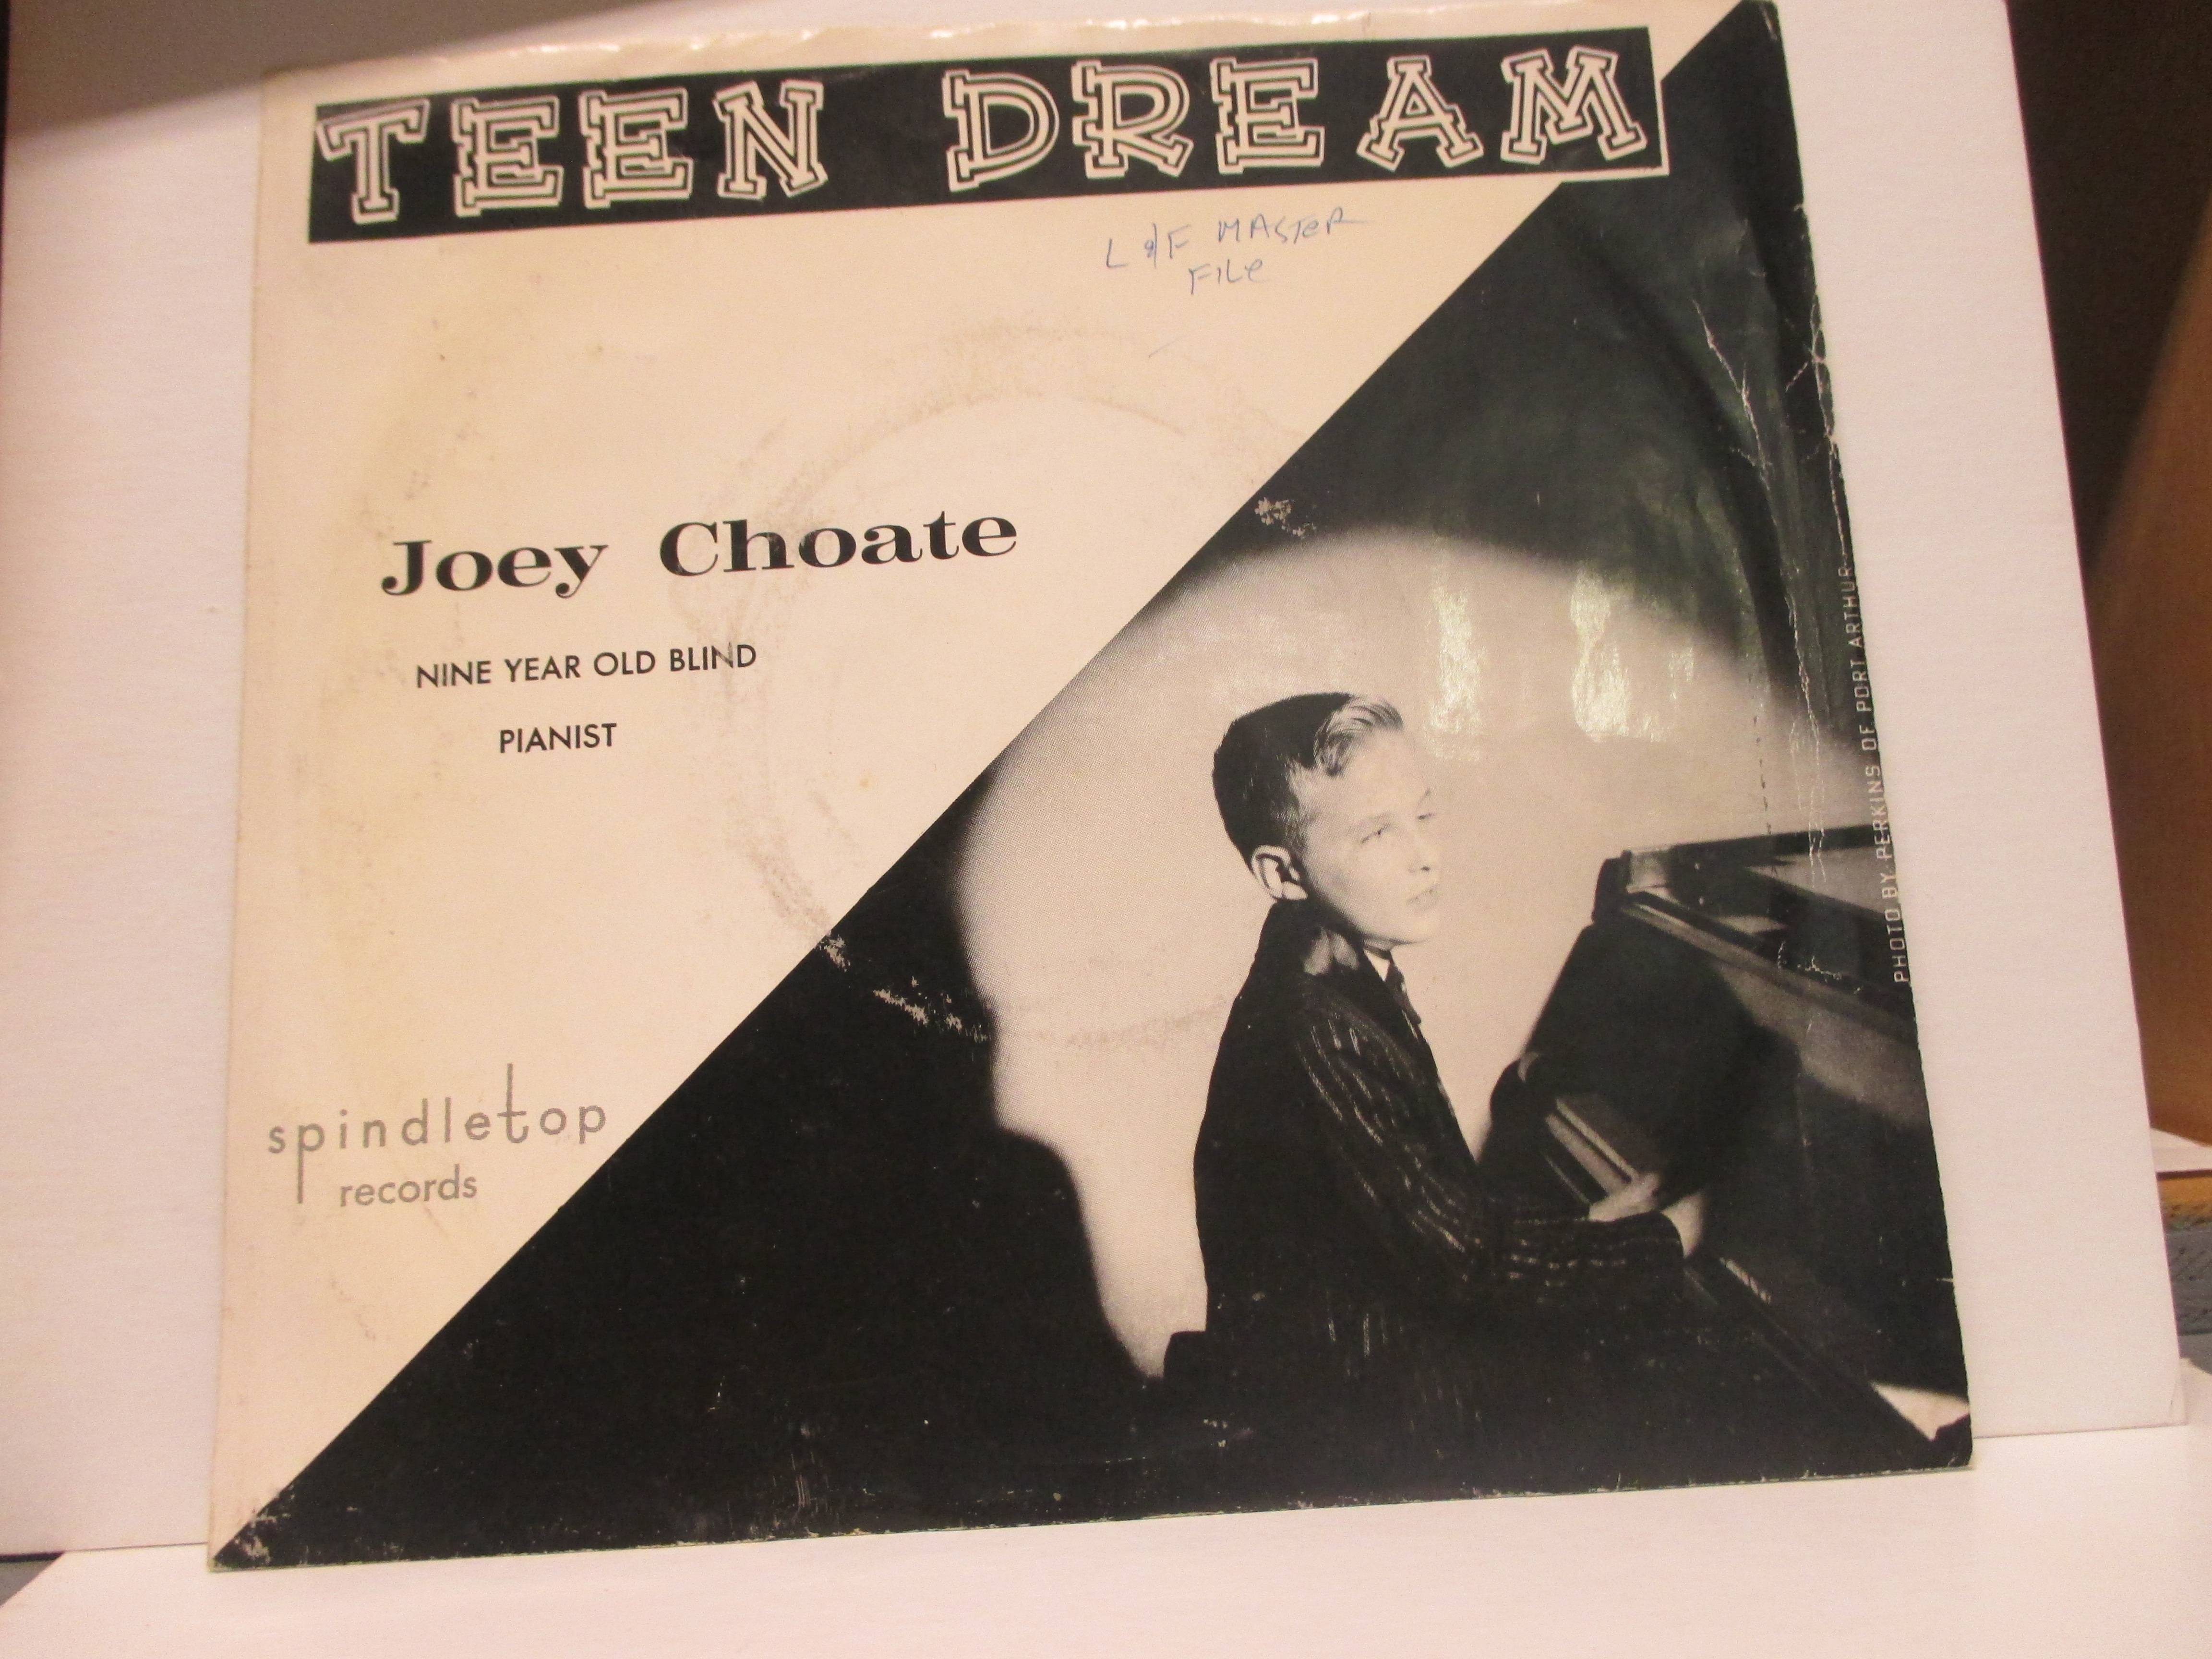 TEEN DREAM
L & F MASTER
FILe
Joey Choate
NINE YEAR OLD BLIND
PIANIST
spindletop
records
PHOTO BY PERKINS OF PORT ARTHUR